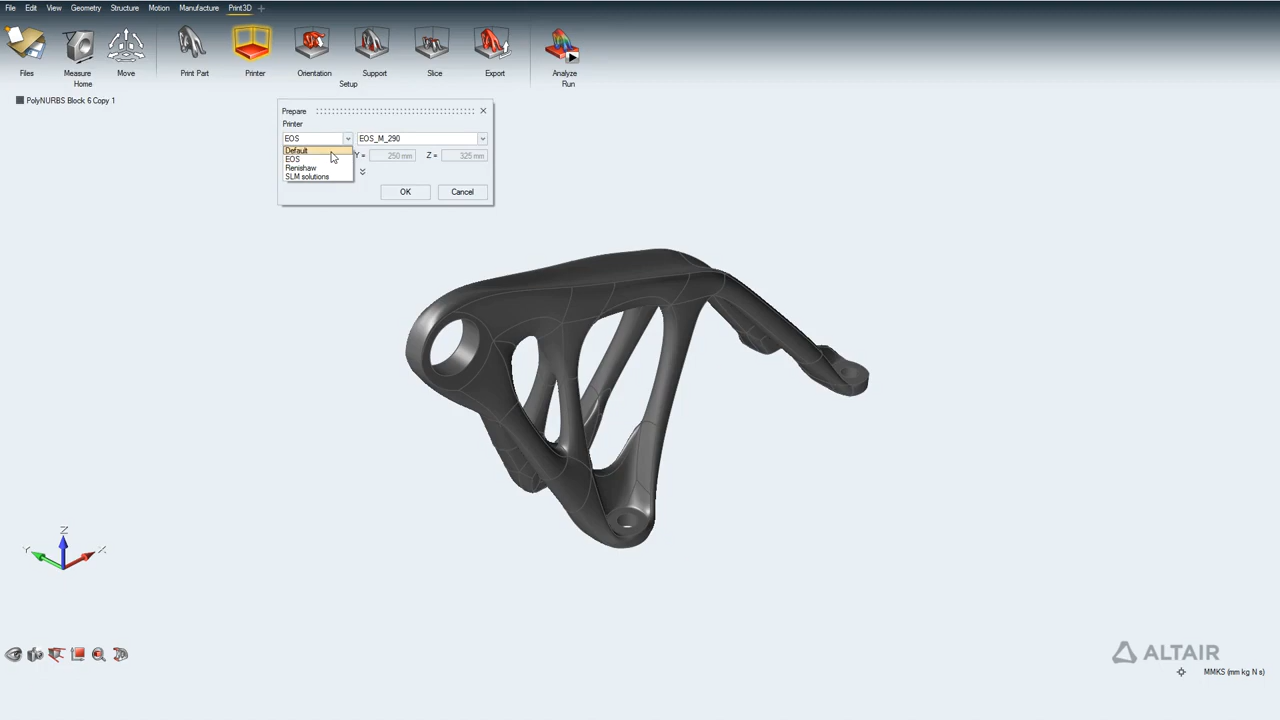 File Edit View Geometry Structure Motion Manufacture Print3D +
Files Measure Move Print Part Printer Orientation Support Slice Export Analyze
Home Setup Run
PolyNURBS Block 6 Copy 1
Prepare
Printer
EOS EOS_M_290
Default
Y = 250 mm Z = 325 mm
EOS
Renishaw
SLM solutions
OK Cancel
Z
Y X
ALTAIR
MMKS (mm kg N s)